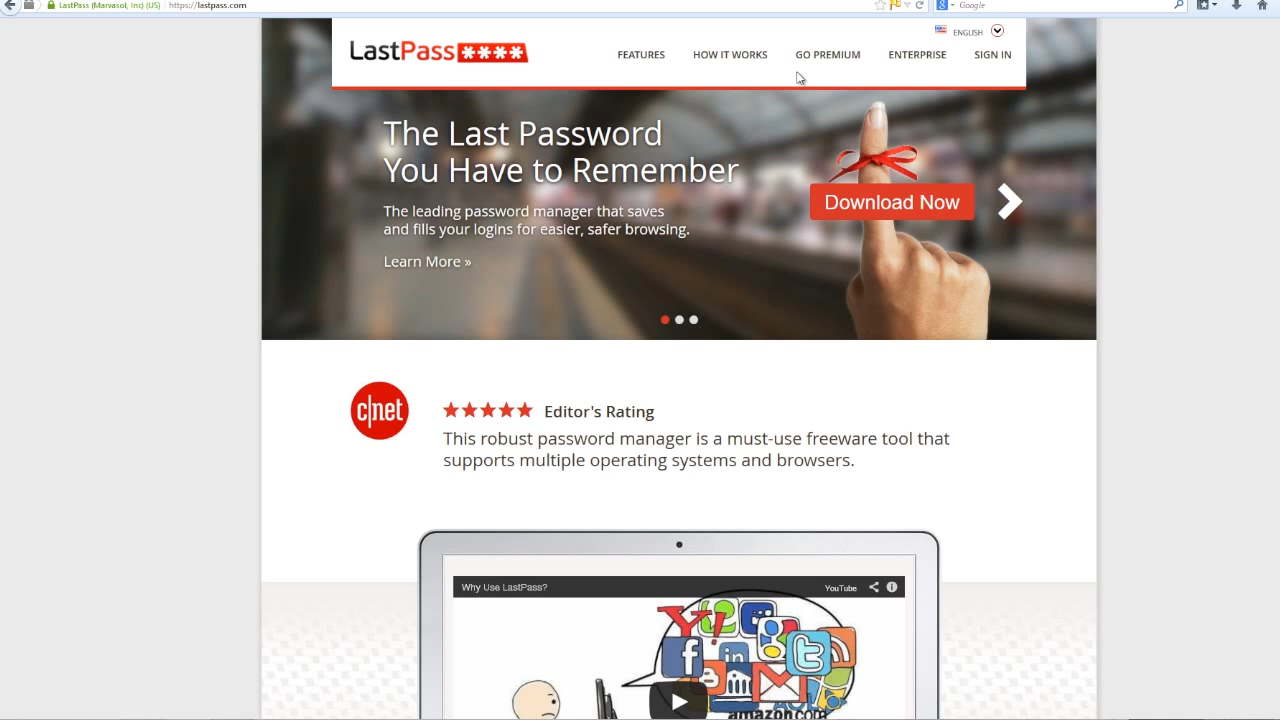 LastPass (Marvasol, Inc) (US)
https://lastpass.com
Google
ENGLISH
LastPass ****
FEATURES
HOW IT WORKS
GO PREMIUM
ENTERPRISE
SIGN IN
The Last Password
You Have to Remember
The leading password manager that saves
and fills your logins for easier, safer browsing.
Learn More »
Download Now
c|net
Editor's Rating
This robust password manager is a must-use freeware tool that
supports multiple operating systems and browsers.
Why Use LastPass?
YouTube
Y!
f
in
amazon.com